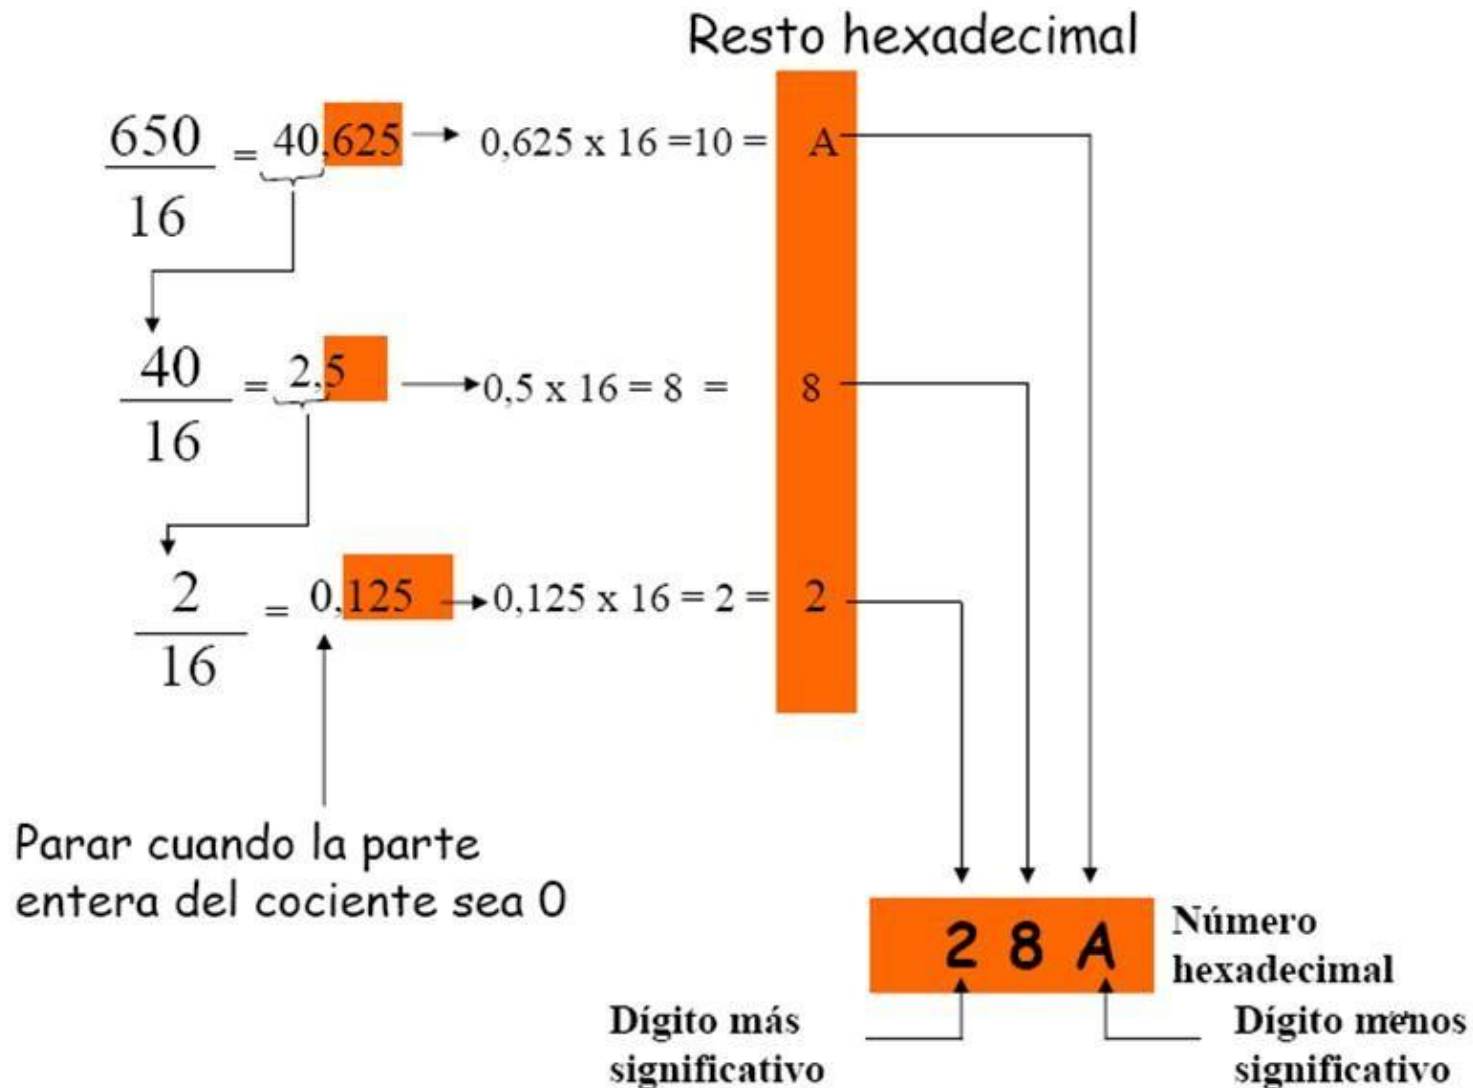 Resto hexadecimal
650
16
= 40,625
0,625 x 16 =10 = A
40
16
= 2,5
0,5 x 16 = 8 = 8
2
16
= 0,125
0,125 x 16 = 2 = 2
Parar cuando la parte
entera del cociente sea 0
2 8 A
Número
hexadecimal
Dígito más
significativo
Dígito menos
significativo